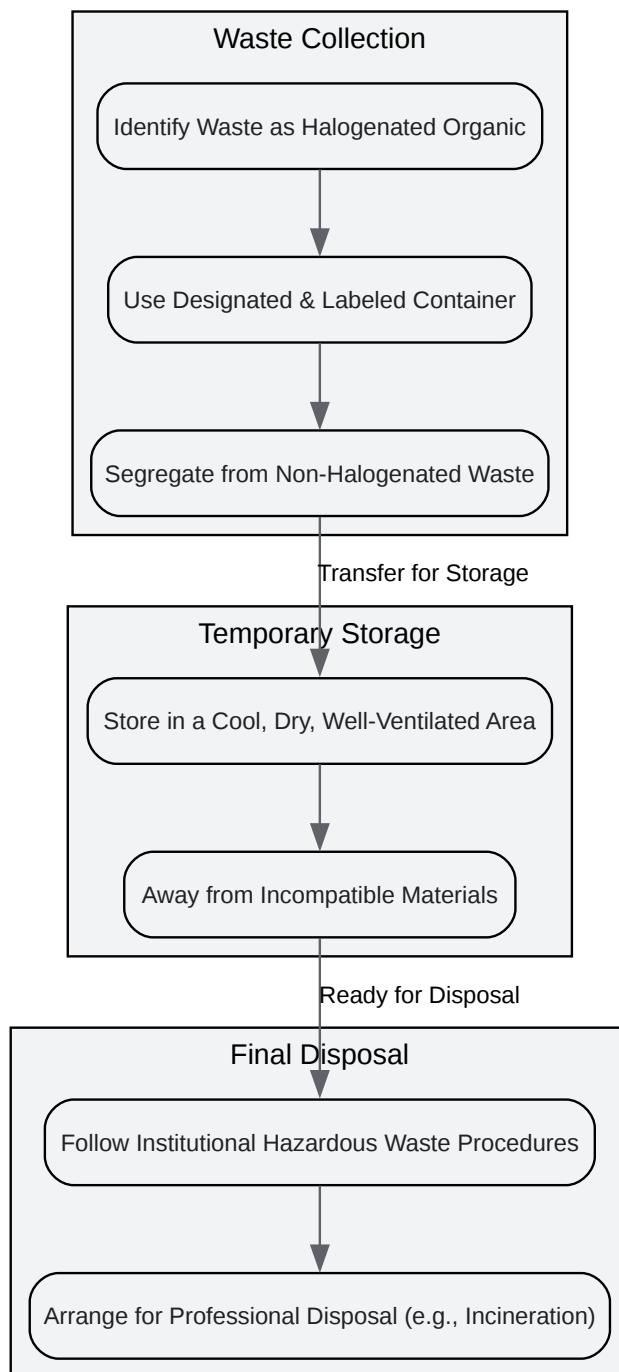 Waste Collection
Identify Waste as Halogenated Organic
Use Designated & Labeled Container
Segregate from Non-Halogenated Waste
Transfer for Storage
Temporary Storage
Store in a Cool, Dry, Well-Ventilated Area
Away from Incompatible Materials
Ready for Disposal
Final Disposal
Follow Institutional Hazardous Waste Procedures
Arrange for Professional Disposal (e.g., Incineration)